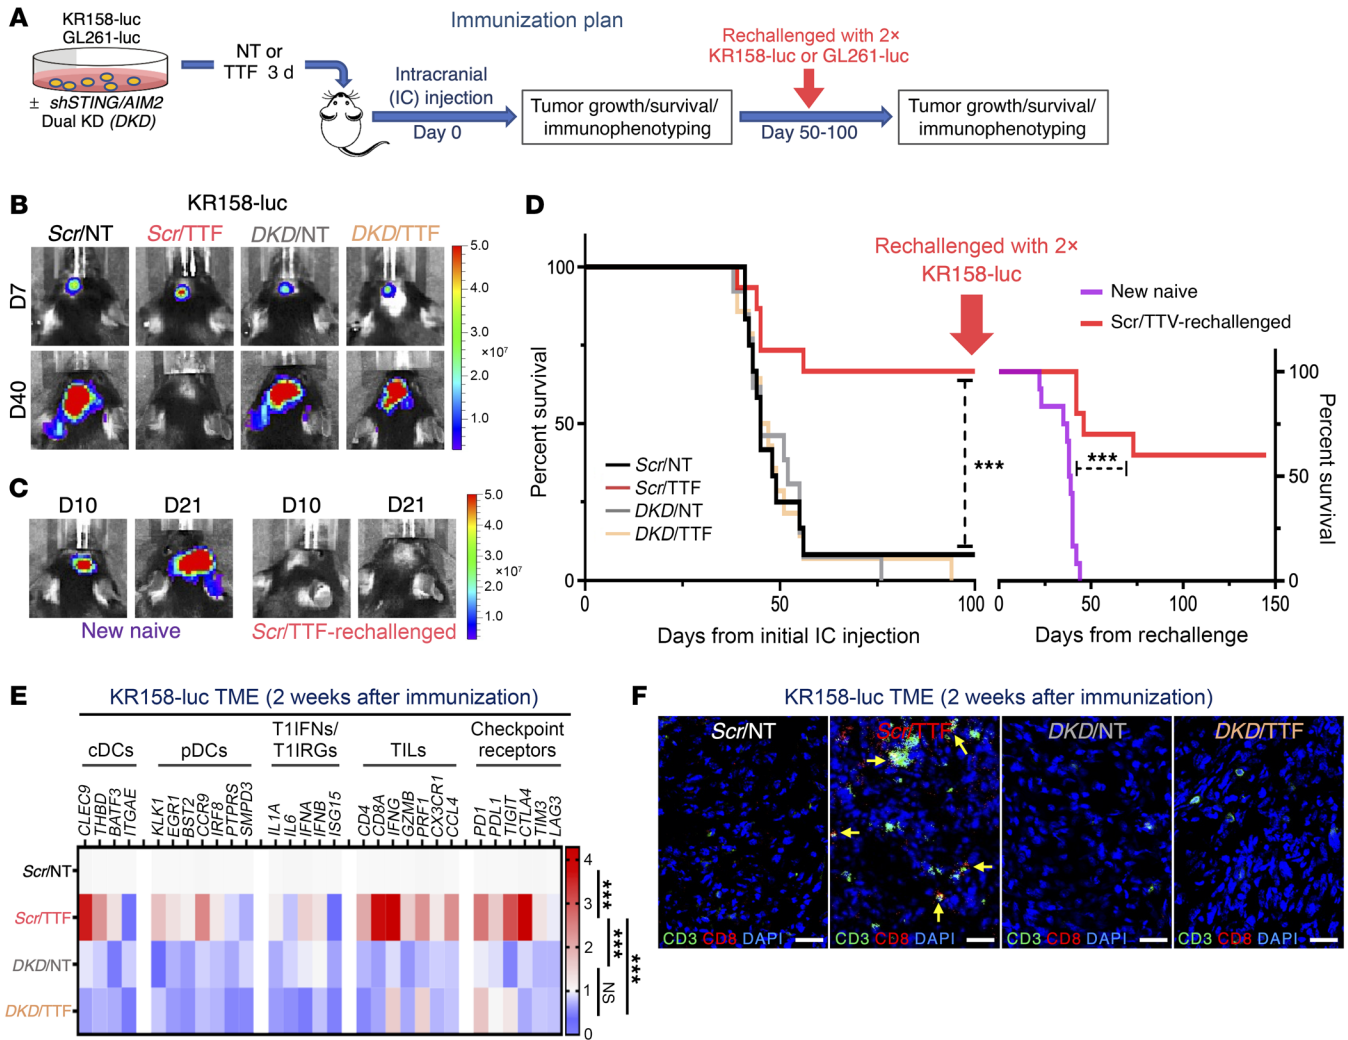 A
KR158-luc
GL261-luc
± shSTING/AIM2
Dual KD (DKD)
NT or
TTF 3 d
Immunization plan
Intracranial
(IC) injection
Day 0
Tumor growth/survival/
immunophenotyping
Rechallenged with 2×
KR158-luc or GL261-luc
Day 50-100
Tumor growth/survival/
immunophenotyping
B
KR158-luc
Scr/NT
Scr/TTF
DKD/NT
DKD/TTF
D7
D40
5.0
4.0
3.0
×10⁷
2.0
1.0
C
D10
D21
D10
D21
New naive
Scr/TTF-rechallenged
5.0
4.0
3.0
×10⁷
2.0
1.0
D
Percent survival
100
50
0
0
50
100
Days from initial IC injection
Scr/NT
Scr/TTF
DKD/NT
DKD/TTF
***
Rechallenged with 2×
KR158-luc
New naive
Scr/TTV-rechallenged
***
100
50
0
Percent survival
0
50
100
150
Days from rechallenge
E
KR158-luc TME (2 weeks after immunization)
cDCs
pDCs
T1IFNs/
T1IRGs
TILs
Checkpoint
receptors
CLEC9
THBD
BATF3
ITGAE
KLK1
EGR1
BST2
CCR9
IRF8
PTPRS
SMPD3
IL1A
IL6
IFNA
IFNB
ISG15
CD4
CD8A
IFNG
GZMB
PRF1
CX3CR1
CCL4
PD1
PDL1
TIGIT
CTLA4
TIM3
LAG3
Scr/NT
Scr/TTF
DKD/NT
DKD/TTF
4
3
2
1
0
***
***
NS
***
F
KR158-luc TME (2 weeks after immunization)
Scr/NT
Scr/TTF
DKD/NT
DKD/TTF
CD3 CD8 DAPI
CD3 CD8 DAPI
CD3 CD8 DAPI
CD3 CD8 DAPI